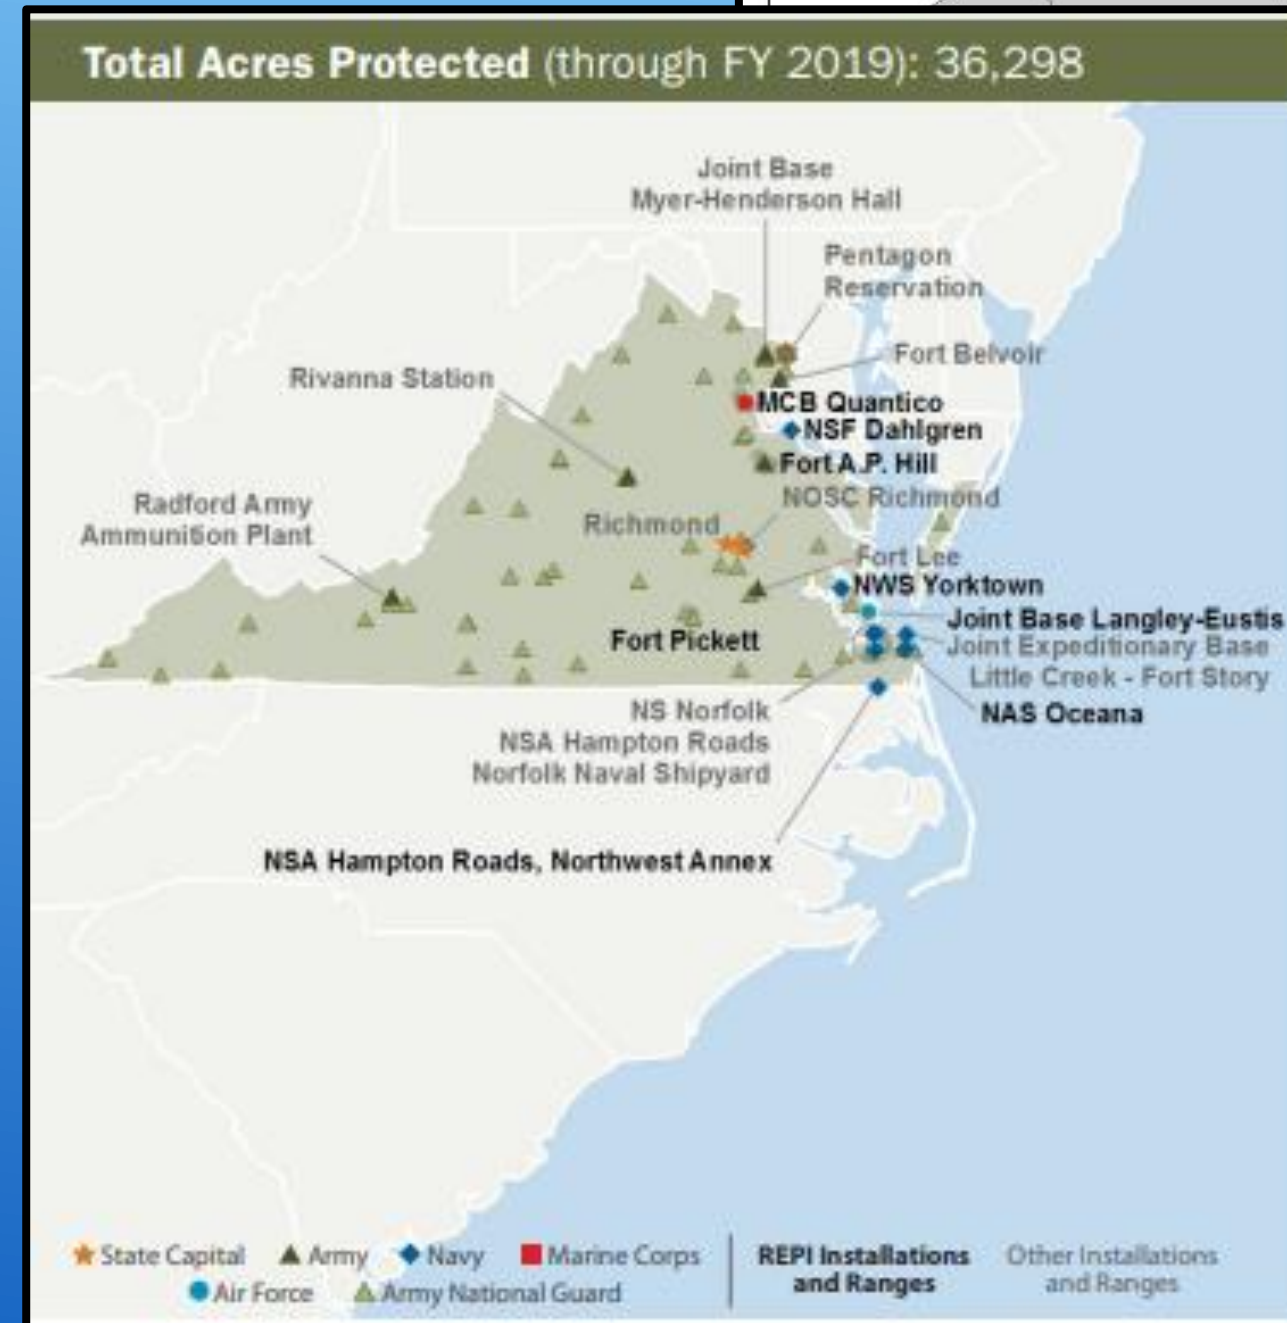 Total Acres Protected (through FY 2019): 36,298
Joint Base
Myer-Henderson Hall
Pentagon
Reservation
Fort Belvoir
Rivanna Station
MCB Quantico
NSF Dahlgren
Fort A.P. Hill
NOSC Richmond
Radford Army
Ammunition Plant
Richmond
Fort Lee
NWS Yorktown
Joint Base Langley-Eustis
Fort Pickett
Joint Expeditionary Base
Little Creek - Fort Story
NAS Oceana
NS Norfolk
NSA Hampton Roads
Norfolk Naval Shipyard
NSA Hampton Roads, Northwest Annex
State Capital Army Navy Marine Corps
Air Force Army National Guard
REPI Installations
and Ranges
Other Installations
and Ranges